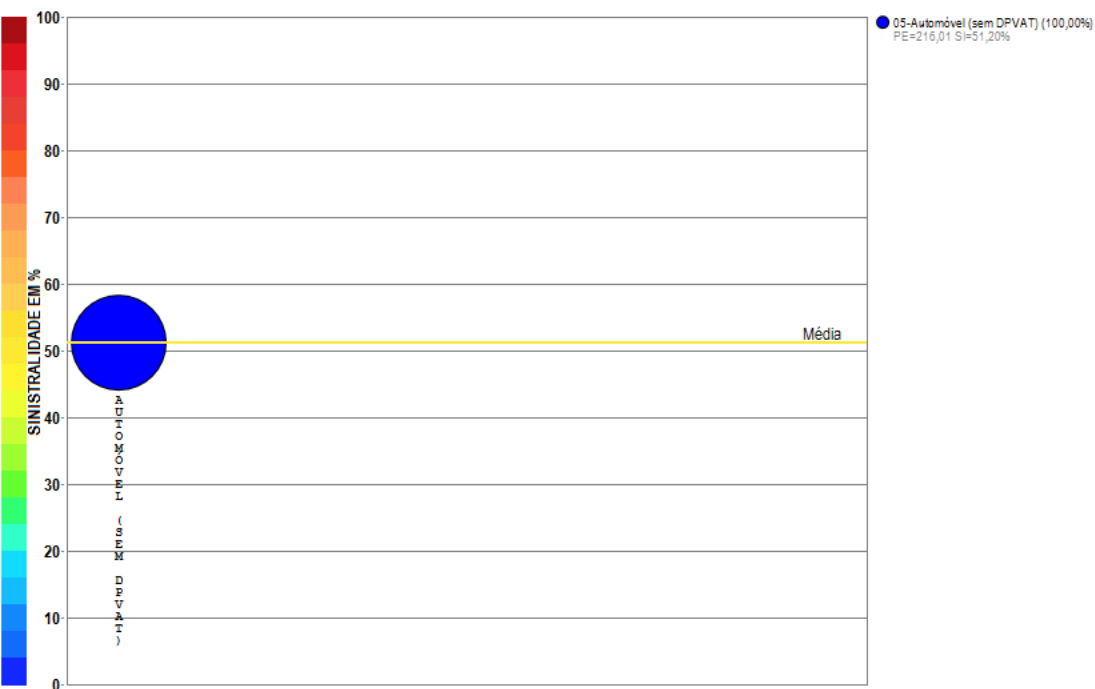 100
90
80
70
60
50
40
30
20
10
0
SINISTRALIDADE EM %
Média
AUTOMÓVEL (SEM DPVAT)
05-Automóvel (sem DPVAT) (100,00%)
PE=216,01 SI=51,20%